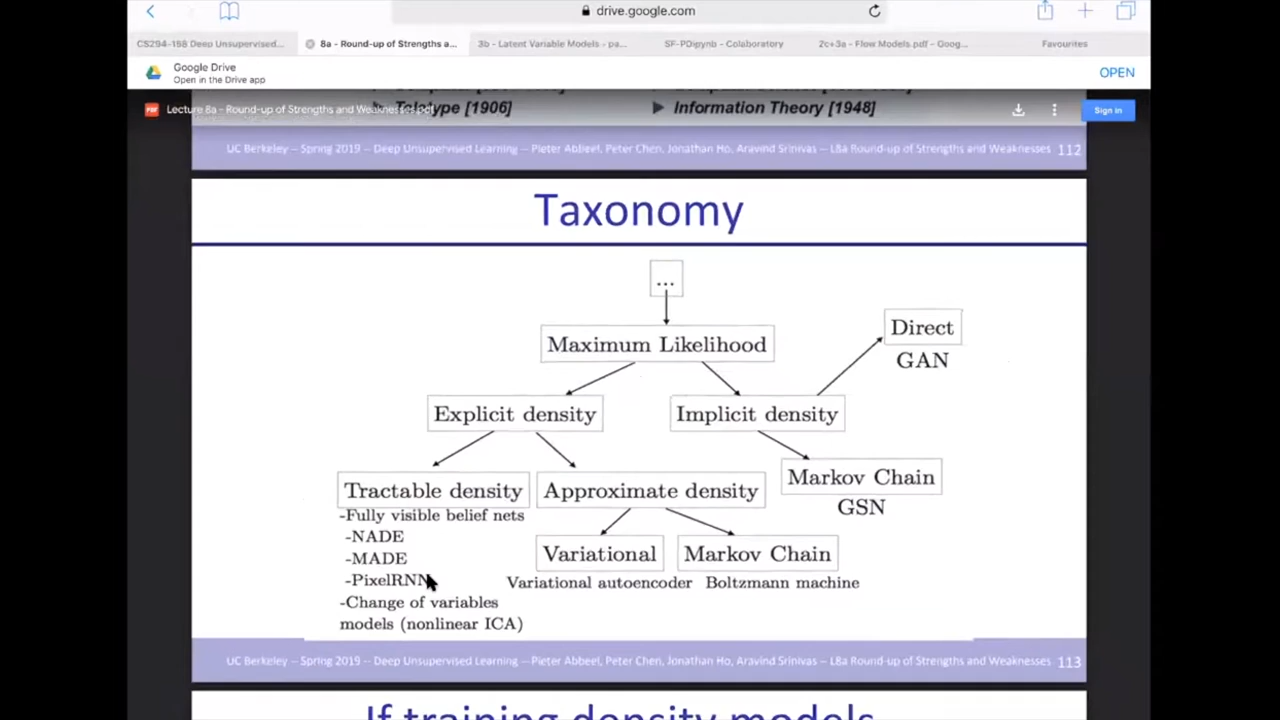 drive.google.com
CS294-158 Deep Unsupervised...
8a - Round-up of Strengths a...
3b - Latent Variable Models - pa...
SF-PDipynb - Colaboratory
2c+3a - Flow Models.pdf - Goog...
Favourites
Google Drive
Open in the Drive app
OPEN
Lecture 8a - Round-up of Strengths and Weaknesses.pdf
Sign in
Teletype [1906]
Information Theory [1948]
UC Berkeley -- Spring 2019 -- Deep Unsupervised Learning -- Pieter Abbeel, Peter Chen, Jonathan Ho, Aravind Srinivas -- L8a Round-up of Strengths and Weaknesses 112
Taxonomy
...
Maximum Likelihood
Direct
GAN
Explicit density
Implicit density
Markov Chain
GSN
Tractable density
Approximate density
-Fully visible belief nets
-NADE
-MADE
-PixelRNN
-Change of variables
models (nonlinear ICA)
Variational
Markov Chain
Variational autoencoder
Boltzmann machine
UC Berkeley -- Spring 2019 -- Deep Unsupervised Learning -- Pieter Abbeel, Peter Chen, Jonathan Ho, Aravind Srinivas -- L8a Round-up of Strengths and Weaknesses 113
If training density models